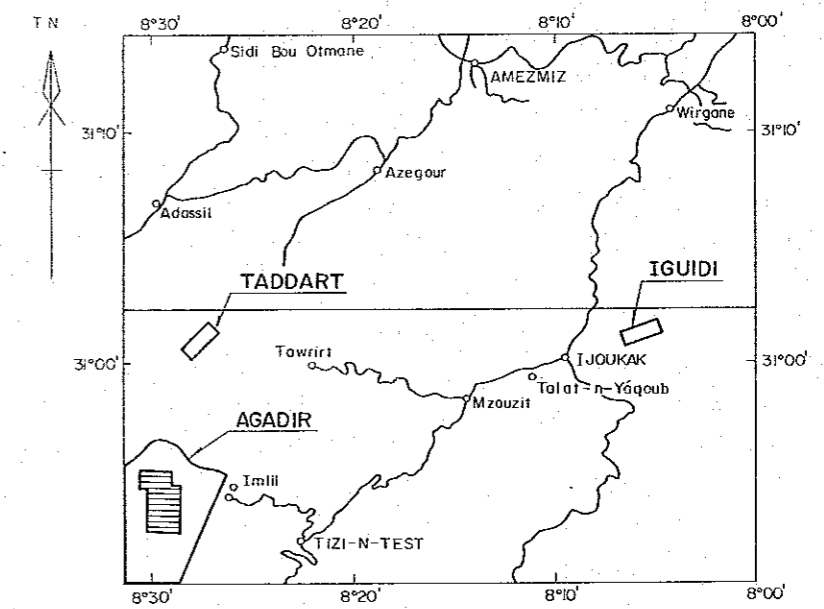 T N
8°30'
8°20'
8°10'
8°00'
Sidi Bou Otmane
AMEZMIZ
Wirgane
31°10'
31°10'
Azegour
Adassil
TADDART
IGUIDI
31°00'
Tawrirt
IJOUKAK
31°00'
Talat-n-Yáqoub
Mzouzit
AGADIR
Imlil
TIZI-N-TEST
8°30'
8°20'
8°10'
8°00'